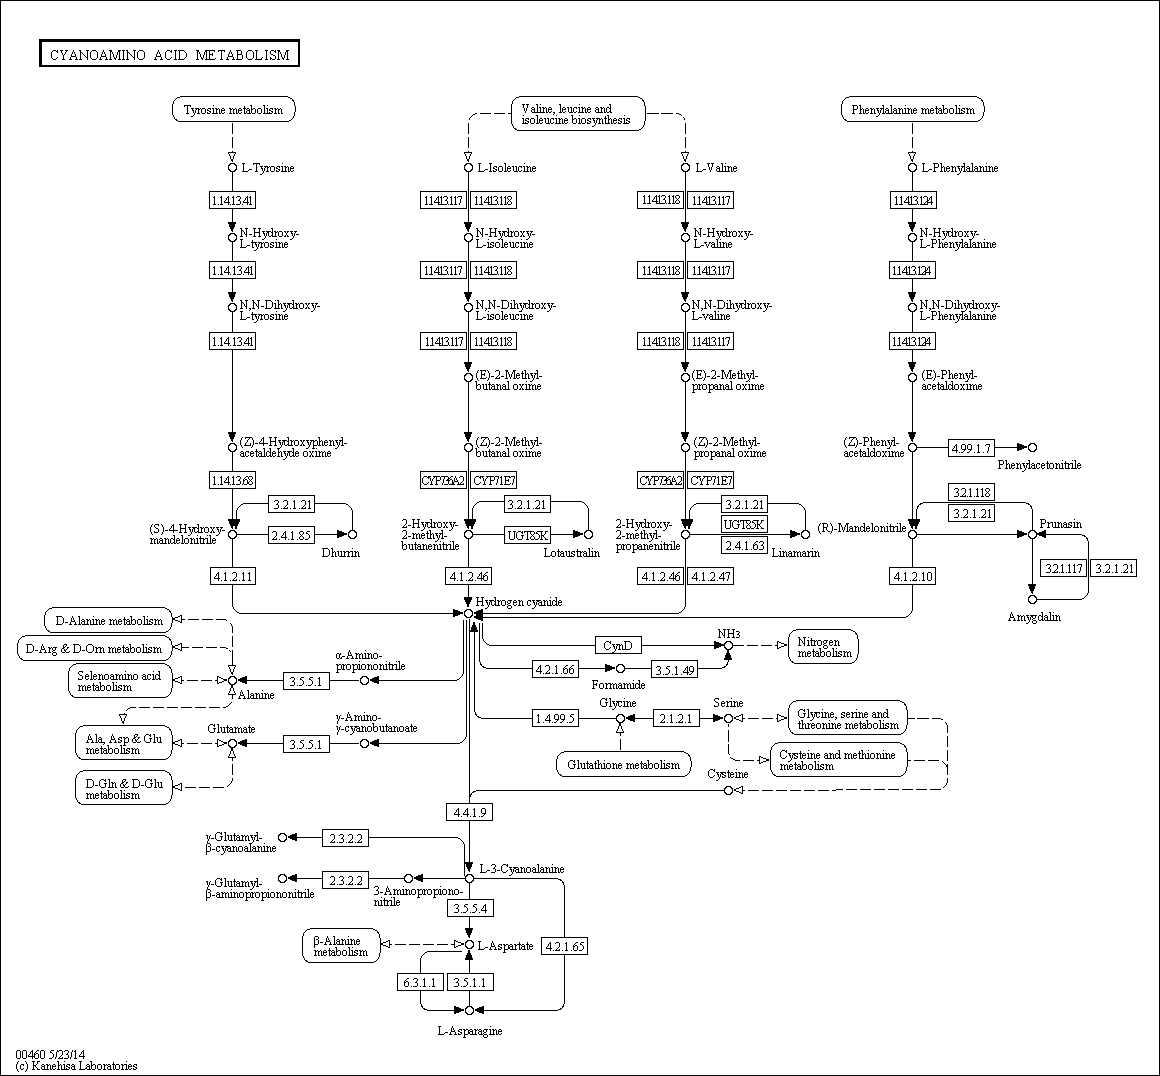 CYANOAMINO ACID METABOLISM
Tyrosine metabolism
Valine, leucine and
isoleucine biosynthesis
Phenylalanine metabolism
L-Tyrosine
L-Isoleucine
L-Valine
L-Phenylalanine
1.14.13.41
1.14.13.117
1.14.13.118
1.14.13.118
1.14.13.117
1.14.13.124
N-Hydroxy-
L-tyrosine
N-Hydroxy-
L-isoleucine
N-Hydroxy-
L-valine
N-Hydroxy-
L-Phenylalanine
1.14.13.41
1.14.13.117
1.14.13.118
1.14.13.118
1.14.13.117
1.14.13.124
N,N-Dihydroxy-
L-tyrosine
N,N-Dihydroxy-
L-isoleucine
N,N-Dihydroxy-
L-valine
N,N-Dihydroxy-
L-Phenylalanine
1.14.13.41
1.14.13.117
1.14.13.118
1.14.13.118
1.14.13.117
1.14.13.124
(E)-2-Methyl-
butanal oxime
(E)-2-Methyl-
propanal oxime
(E)-Phenyl-
acetaldoxime
(Z)-4-Hydroxyphenyl-
acetaldehyde oxime
(Z)-2-Methyl-
butanal oxime
(Z)-2-Methyl-
propanal oxime
(Z)-Phenyl-
acetaldoxime
4.99.1.7
Phenylacetonitrile
1.14.13.68
CYP736A2
CYP71E7
CYP736A2
CYP71E7
3.2.1.118
3.2.1.21
3.2.1.21
3.2.1.21
3.2.1.21
(S)-4-Hydroxy-
mandelonitrile
2.4.1.85
Dhurrin
2-Hydroxy-
2-methyl-
butanenitrile
UGT85K
Lotaustralin
2-Hydroxy-
2-methyl-
propanenitrile
UGT85K
2.4.1.63
Linamarin
(R)-Mandelonitrile
Prunasin
4.1.2.11
4.1.2.46
4.1.2.46
4.1.2.47
4.1.2.10
3.2.1.117
3.2.1.21
Hydrogen cyanide
Amygdalin
D-Alanine metabolism
D-Arg & D-Orn metabolism
Selenoamino acid
metabolism
Alanine
3.5.5.1
α-Amino-
propiononitrile
CynD
NH3
Nitrogen
metabolism
4.2.1.66
Formamide
3.5.1.49
Ala, Asp & Glu
metabolism
Glutamate
3.5.5.1
γ-Amino-
γ-cyanobutanoate
1.4.99.5
Glycine
2.1.2.1
Serine
Glycine, serine and
threonine metabolism
D-Gln & D-Glu
metabolism
Glutathione metabolism
Cysteine and methionine
metabolism
Cysteine
4.4.1.9
γ-Glutamyl-
β-cyanoalanine
2.3.2.2
L-3-Cyanoalanine
γ-Glutamyl-
β-aminopropiononitrile
2.3.2.2
3-Aminopropiono-
nitrile
3.5.5.4
β-Alanine
metabolism
L-Aspartate
4.2.1.65
6.3.1.1
3.5.1.1
L-Asparagine
00460 5/23/14
(c) Kanehisa Laboratories